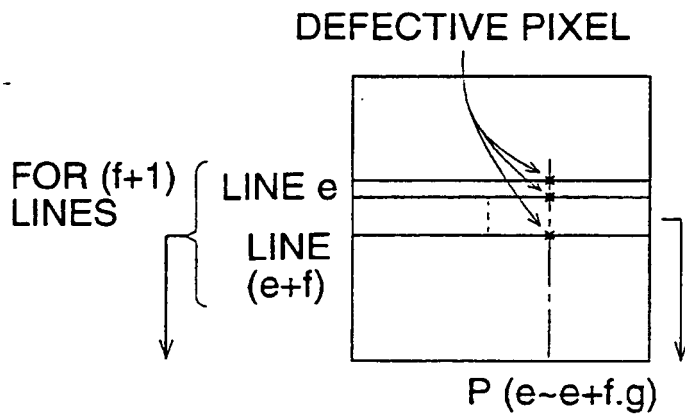 DEFECTIVE PIXEL
FOR (f+1)
LINES
LINE e
LINE
(e+f)
P (e~e+f.g)